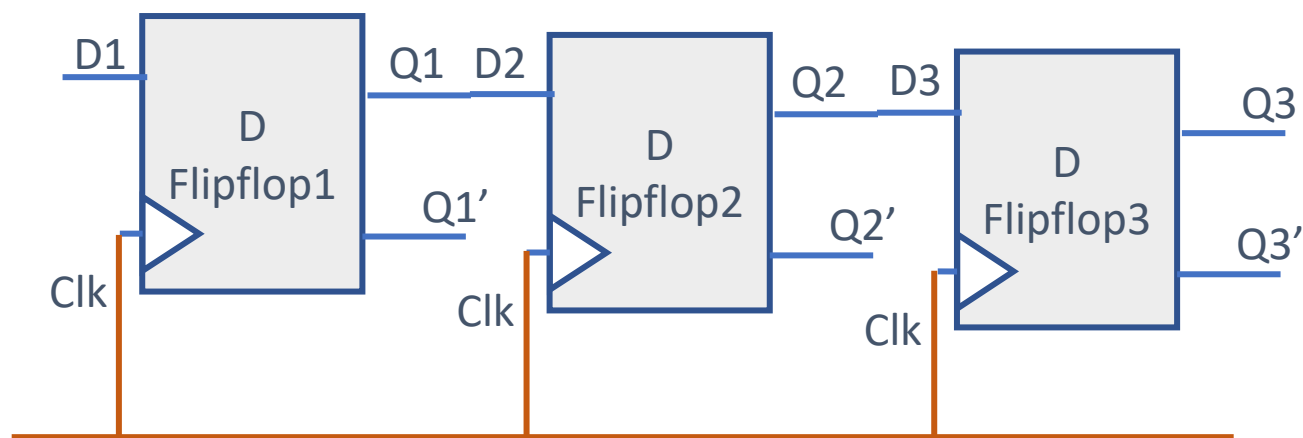 D1
Q1
D2
Q2
D3
Q3
D
Flipflop1
D
Flipflop2
D
Flipflop3
Q1’
Q2’
Q3’
Clk
Clk
Clk